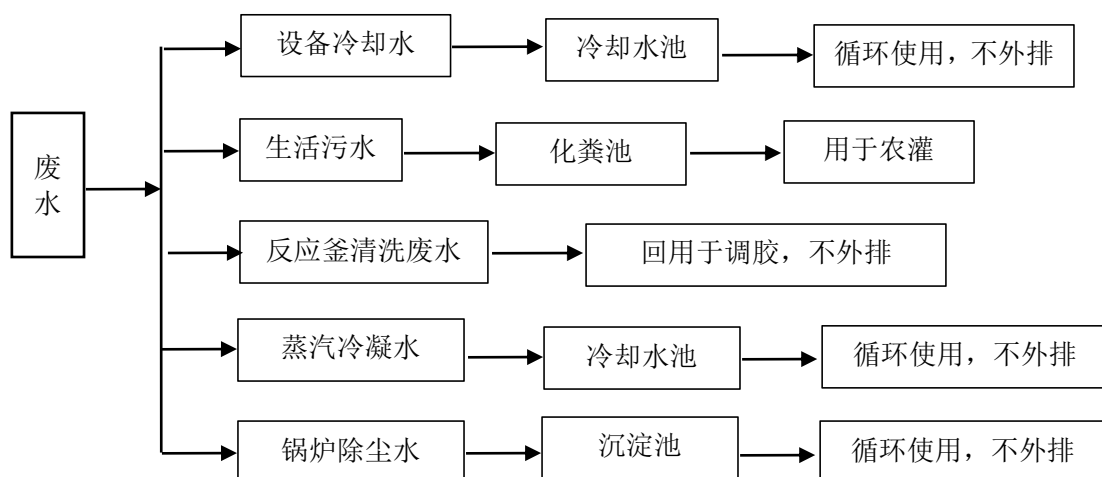 设备冷却水
冷却水池
循环使用，不外排
废
水
生活污水
化粪池
用于农灌
反应釜清洗废水
回用于调胶，不外排
蒸汽冷凝水
冷却水池
循环使用，不外排
锅炉除尘水
沉淀池
循环使用，不外排